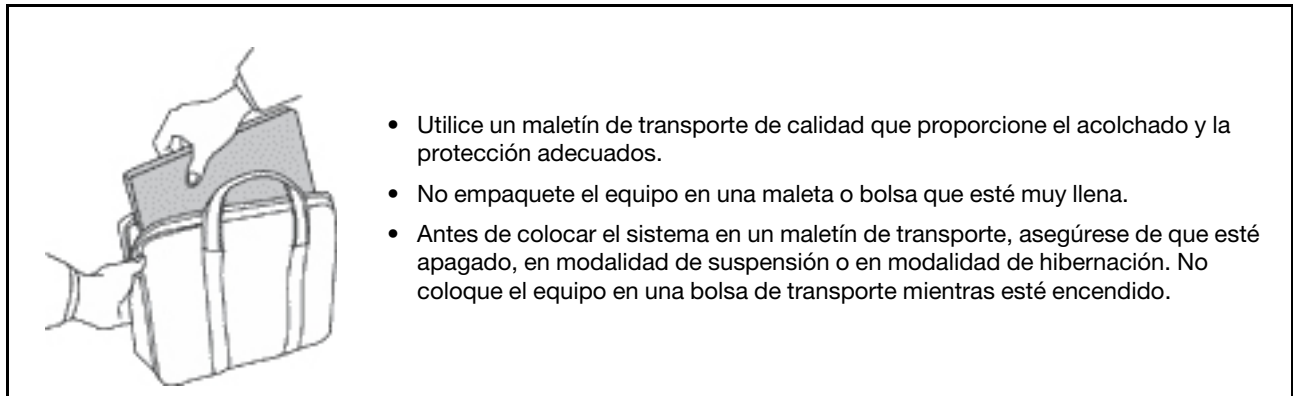 • Utilice un maletín de transporte de calidad que proporcione el acolchado y la
protección adecuados.
• No empaquete el equipo en una maleta o bolsa que esté muy llena.
• Antes de colocar el sistema en un maletín de transporte, asegúrese de que esté
apagado, en modalidad de suspensión o en modalidad de hibernación. No
coloque el equipo en una bolsa de transporte mientras esté encendido.